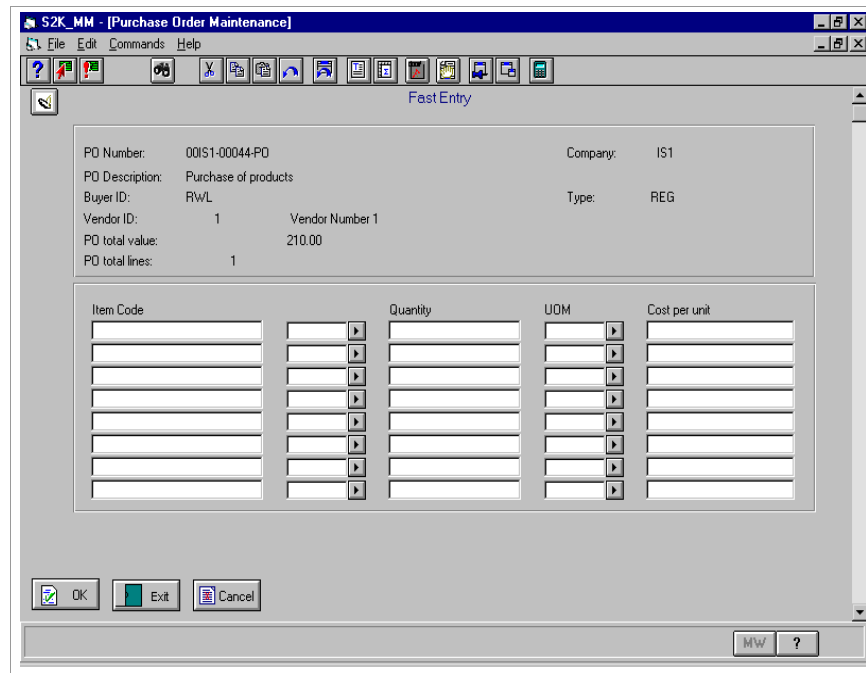 S2K_MM - [Purchase Order Maintenance]
File Edit Commands Help
Fast Entry
PO Number: 00IS1-00044-PO Company: IS1
PO Description: Purchase of products
Buyer ID: RWL Type: REG
Vendor ID: 1 Vendor Number 1
PO total value: 210.00
PO total lines: 1
Item Code Quantity UOM Cost per unit
OK Exit Cancel
MW ?